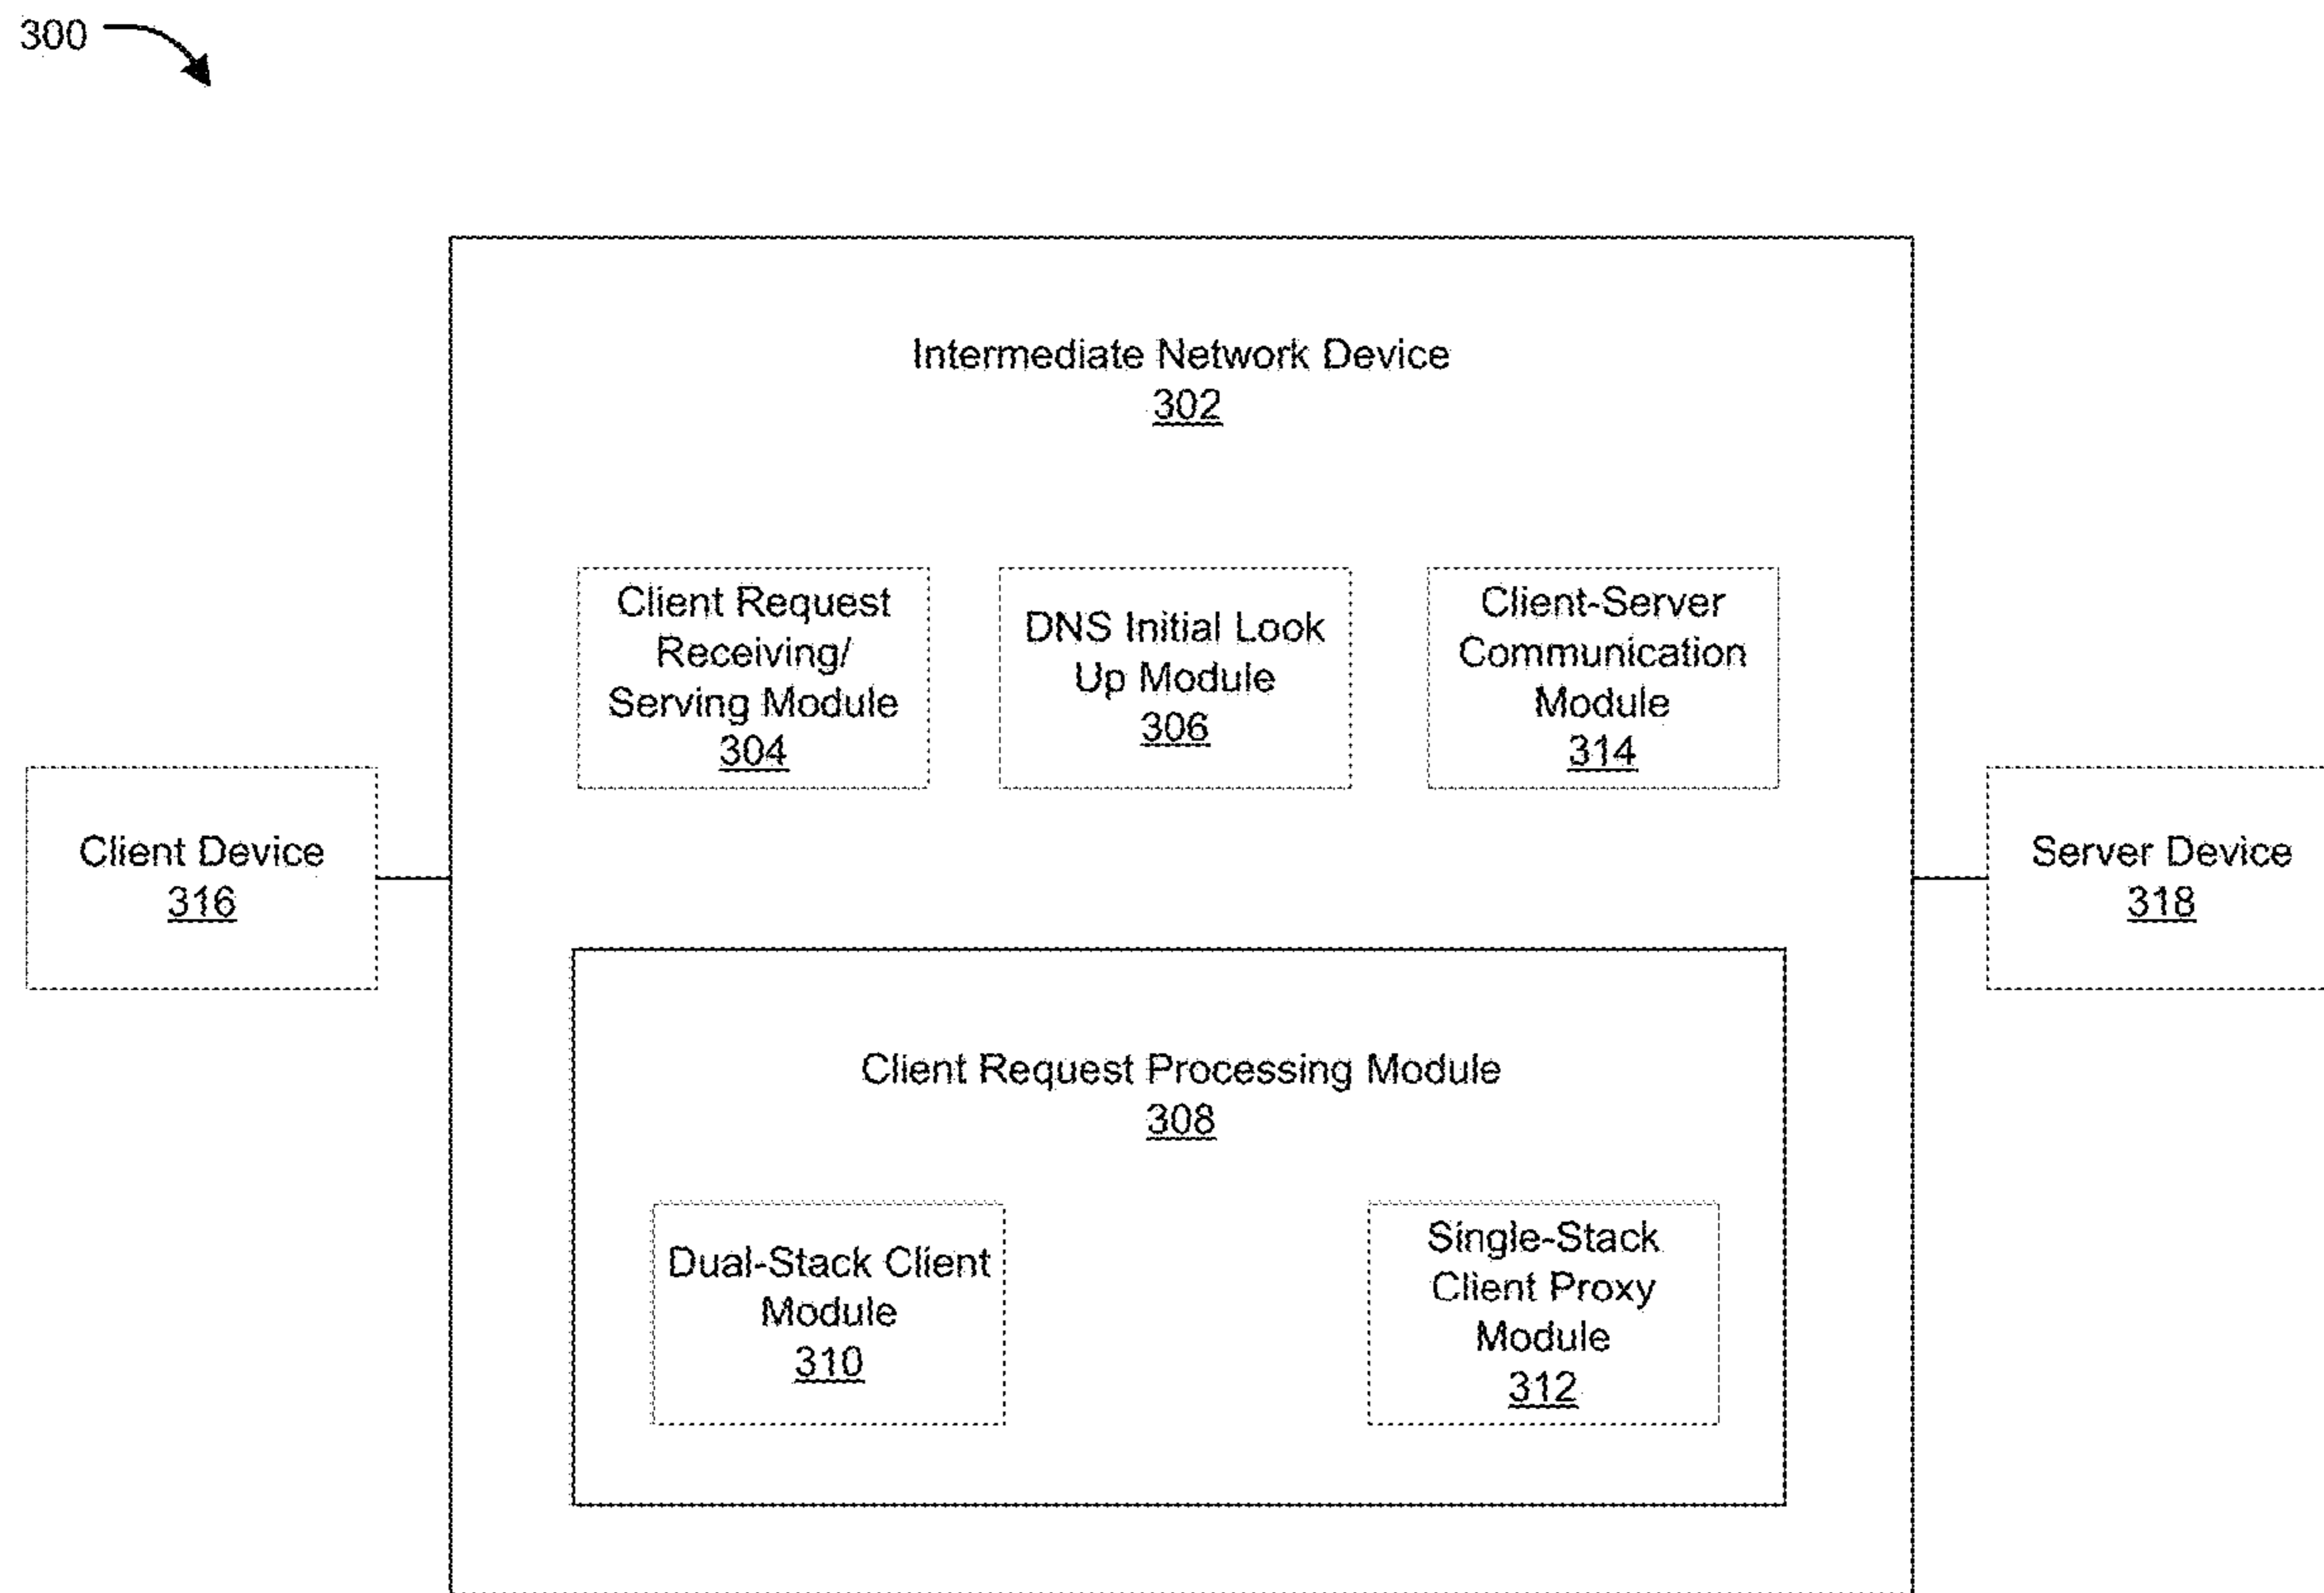 300
Intermediate Network Device
302
Client Request
Receiving/
Serving Module
304
DNS Initial Look
Up Module
306
Client-Server
Communication
Module
314
Client Device
316
Server Device
318
Client Request Processing Module
308
Dual-Stack Client
Module
310
Single-Stack
Client Proxy
Module
312